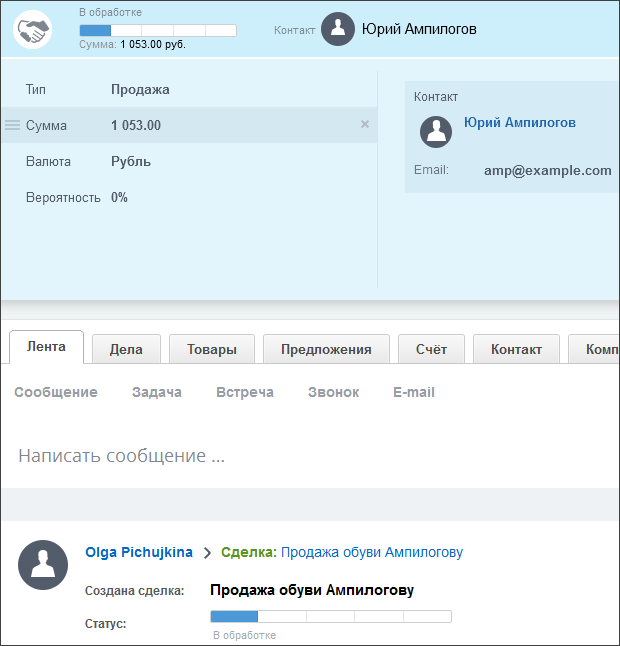 В обработке
Сумма: 1 053.00 руб.
Контакт Юрий Ампилогов
Тип Продажа
Сумма 1 053.00
Валюта Рубль
Вероятность 0%
Контакт
Юрий Ампилогов
Email: amp@example.com
Лента Дела Товары Предложения Счёт Контакт Комп
Сообщение Задача Встреча Звонок E-mail
Написать сообщение ...
Olga Pichujkina > Сделка: Продажа обуви Ампилогову
Создана сделка: Продажа обуви Ампилогову
Статус:
В обработке